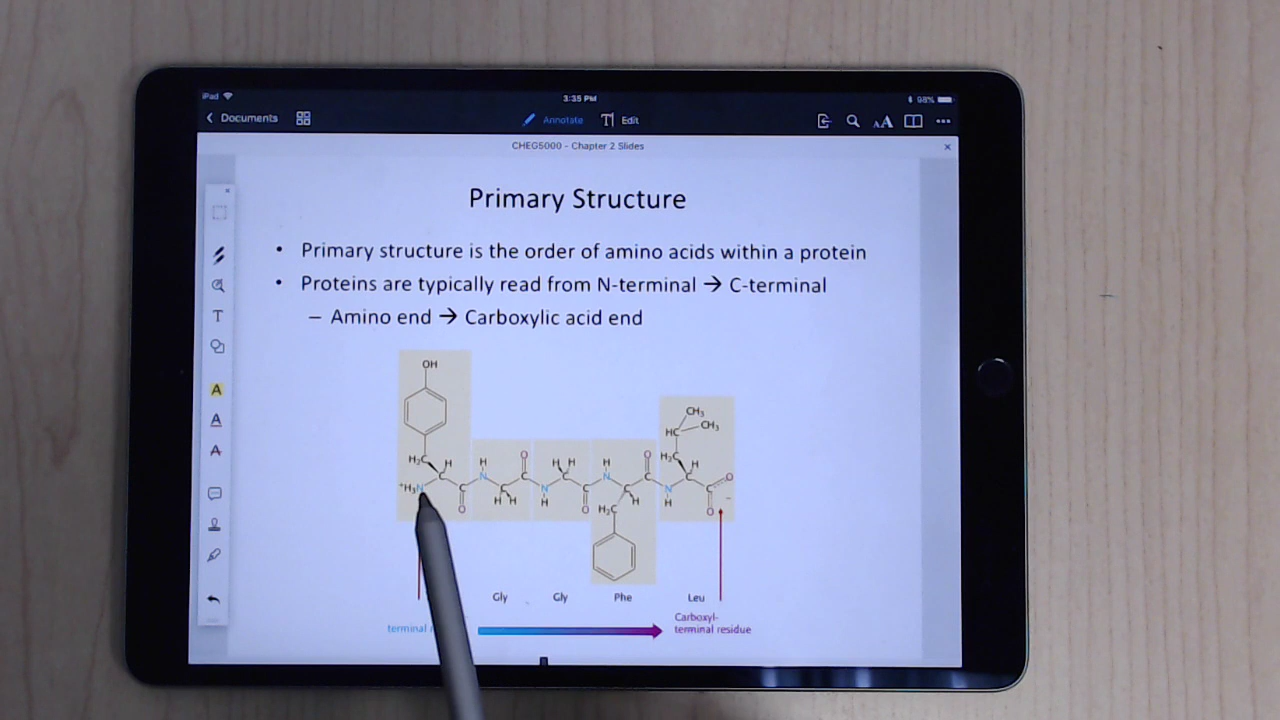 iPad 3:35 PM 98%
Documents Annotate T Edit AA
CHEG5000 - Chapter 2 Slides
Primary Structure
• Primary structure is the order of amino acids within a protein
• Proteins are typically read from N-terminal → C-terminal
– Amino end → Carboxylic acid end
T
A
A
A
OH
CH₃
HC CH₃
H₂C H H H H O H O H₂C H
⁺H₃N C N C C N C C N C C N C C O
O H H H O H₂C H H O ⁻
Gly Gly Phe Leu
terminal
Carboxyl-
terminal residue